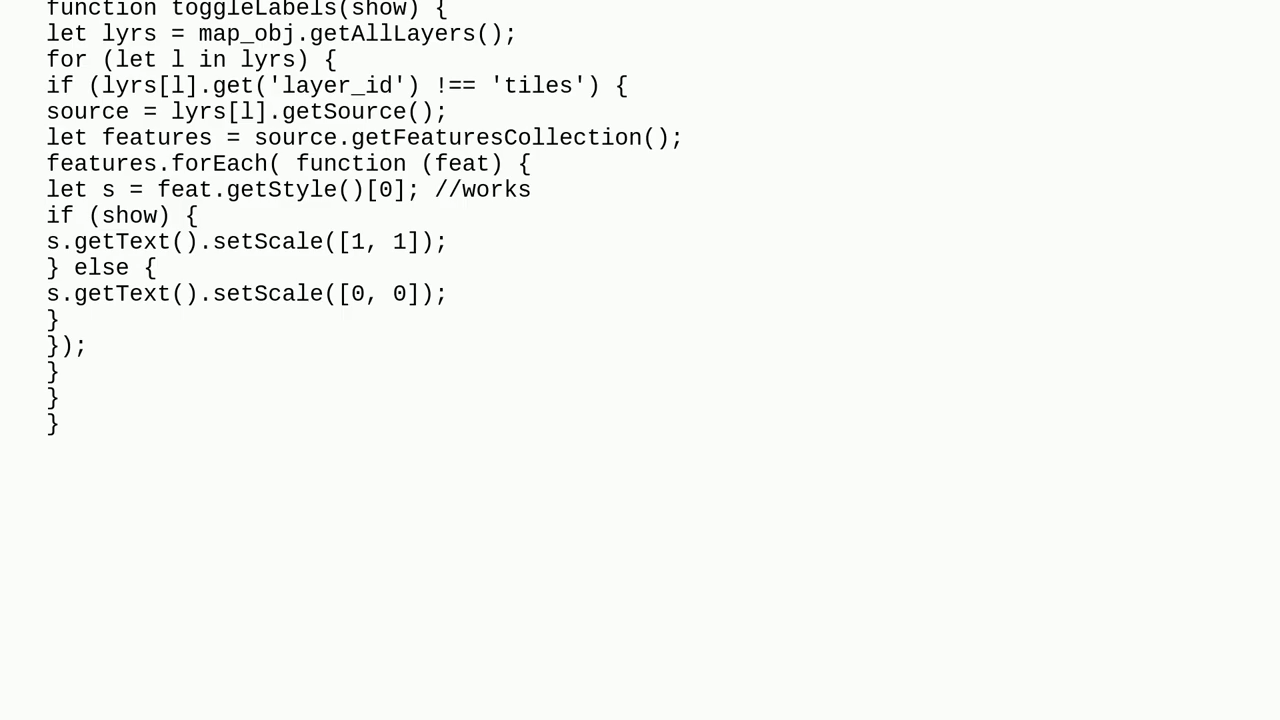 function toggleLabels(show) {
let lyrs = map_obj.getAllLayers();
for (let l in lyrs) {
if (lyrs[l].get('layer_id') !== 'tiles') {
source = lyrs[l].getSource();
let features = source.getFeaturesCollection();
features.forEach( function (feat) {
let s = feat.getStyle()[0]; //works
if (show) {
s.getText().setScale([1, 1]);
} else {
s.getText().setScale([0, 0]);
}
});
}
}
}